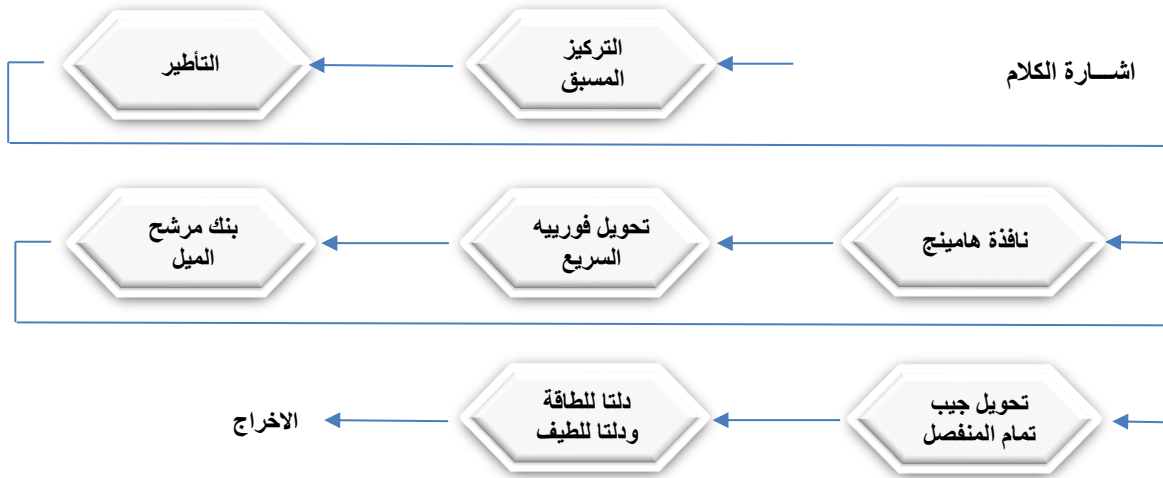 اشـــارة الكلام
التركيز
المسبق
التأطير
نافذة هامينج
تحويل فورييه
السريع
بنك مرشح
الميل
تحويل جيب
تمام المنفصل
دلتا للطاقة
ودلتا للطيف
الاخراج